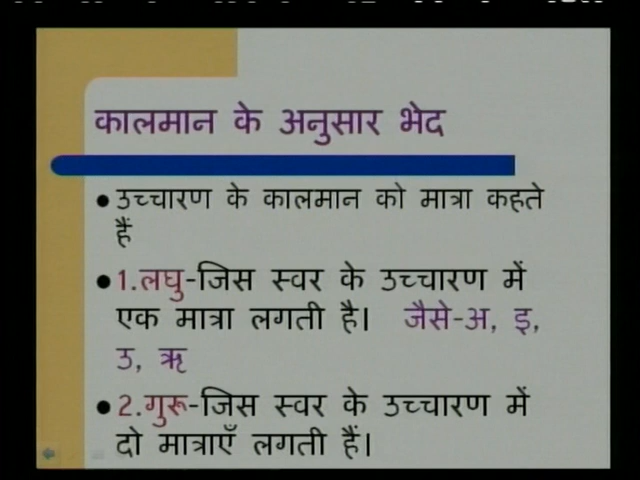 कालमान के अनुसार भेद
•उच्चारण के कालमान को मात्रा कहते
हैं
•1.लघु-जिस स्वर के उच्चारण में
एक मात्रा लगती है। जैसे-अ, इ,
उ, ऋ
•2.गुरू-जिस स्वर के उच्चारण में
दो मात्राएँ लगती हैं।